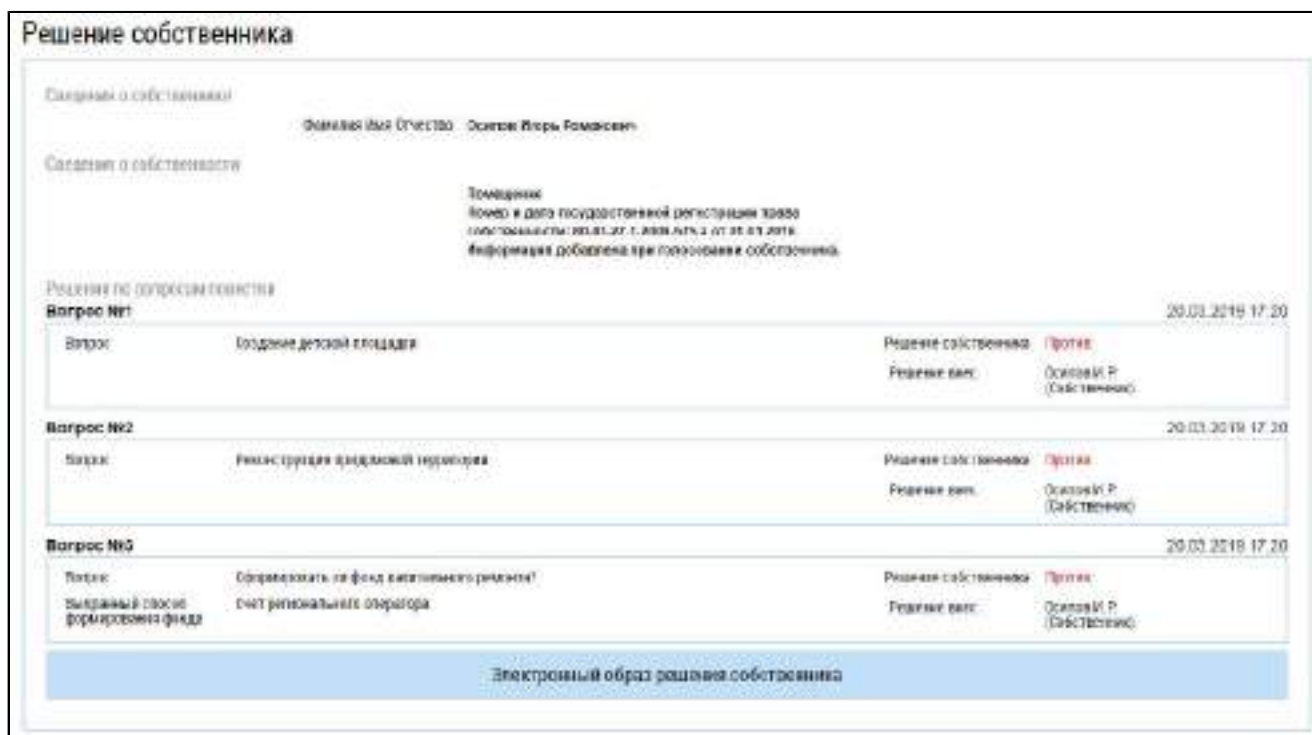 Решение собственника
Сведения о собственнике
Фамилия Имя Отчество Осипов Игорь Романович
Сведения о собственности
Помещение
Номер и дата государственной регистрации права
собственности: от
Информация добавлена при голосовании собственника.
Решения по вопросам повестки
Вопрос №1 20.03.2019 17:20
Вопрос Создание детской площадки Решение собственника Против
Решение внес Осипов И. Р.
(Собственник)
Вопрос №2 20.03.2019 17:20
Вопрос Реконструкция придомовой территории Решение собственника Против
Решение внес Осипов И. Р.
(Собственник)
Вопрос 20.03.2019 17:20
Вопрос Сформировать ли фонд капитального ремонта? Решение собственника Против
Выбранный способ Счет регионального оператора Решение внес Осипов И. Р.
формирования фонда (Собственник)
Электронный образ решения собственника